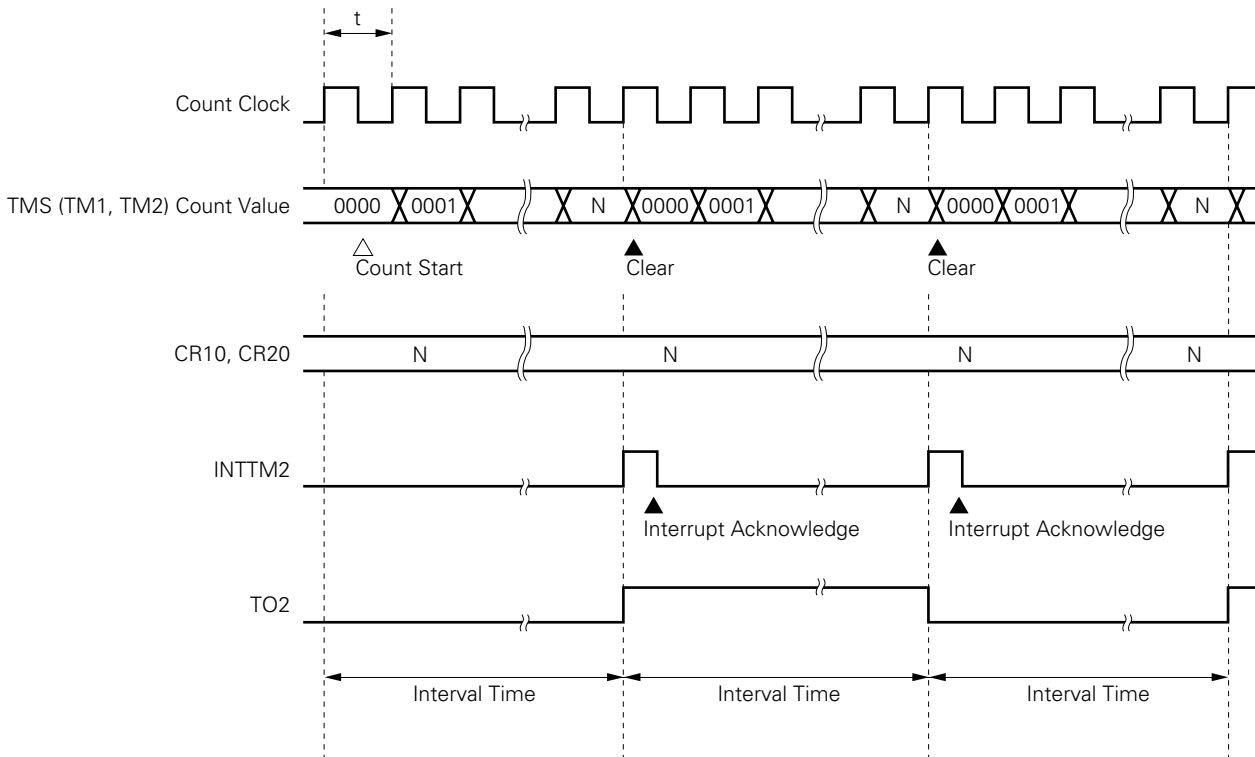 t
Count Clock
TMS (TM1, TM2) Count Value 0000 0001 N 0000 0001 N 0000 0001 N
Count Start Clear Clear
CR10, CR20 N N N N
INTTM2
Interrupt Acknowledge Interrupt Acknowledge
TO2
Interval Time Interval Time Interval Time